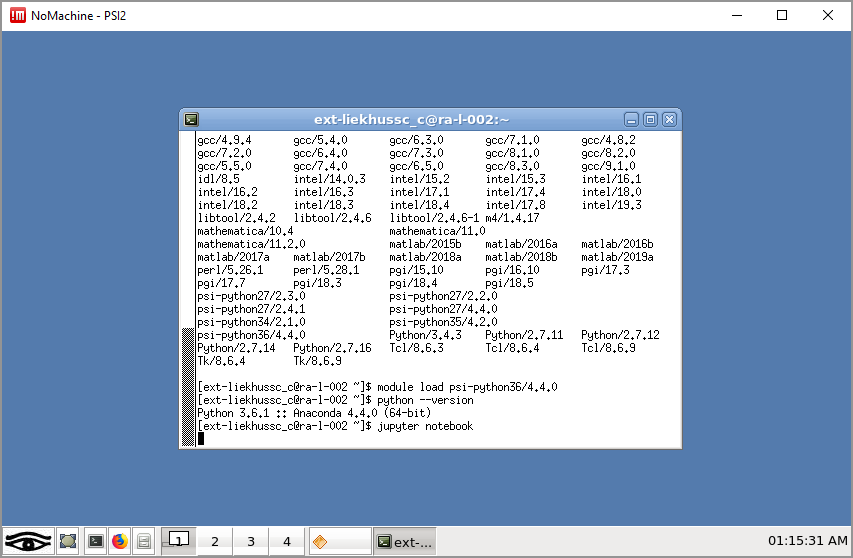 NoMachine - PSI2
ext-liekhussc_c@ra-l-002:~
gcc/4.9.4 gcc/5.4.0 gcc/6.3.0 gcc/7.1.0 gcc/4.8.2
gcc/7.2.0 gcc/6.4.0 gcc/7.3.0 gcc/8.1.0 gcc/8.2.0
gcc/5.5.0 gcc/7.4.0 gcc/6.5.0 gcc/8.3.0 gcc/9.1.0
idl/8.5 intel/14.0.3 intel/15.2 intel/15.3 intel/16.1
intel/16.2 intel/16.3 intel/17.1 intel/17.4 intel/18.0
intel/18.2 intel/18.3 intel/18.4 intel/17.8 intel/19.3
libtool/2.4.2 libtool/2.4.6 libtool/2.4.6-1 m4/1.4.17
mathematica/10.4 mathematica/11.0
mathematica/11.2.0 matlab/2015b matlab/2016a matlab/2016b
matlab/2017a matlab/2017b matlab/2018a matlab/2018b matlab/2019a
perl/5.26.1 perl/5.28.1 pgi/15.10 pgi/16.10 pgi/17.3
pgi/17.7 pgi/18.3 pgi/18.4 pgi/18.5
psi-python27/2.3.0 psi-python27/2.2.0
psi-python27/2.4.1 psi-python27/4.4.0
psi-python34/2.1.0 psi-python35/4.2.0
psi-python36/4.4.0 Python/3.4.3 Python/2.7.11 Python/2.7.12
Python/2.7.14 Python/2.7.16 Tcl/8.6.3 Tcl/8.6.4 Tcl/8.6.9
Tk/8.6.4 Tk/8.6.9
[ext-liekhussc_c@ra-l-002 ~]$ module load psi-python36/4.4.0
[ext-liekhussc_c@ra-l-002 ~]$ python --version
Python 3.6.1 :: Anaconda 4.4.0 (64-bit)
[ext-liekhussc_c@ra-l-002 ~]$ jupyter notebook
1 2 3 4 ext-... 01:15:31 AM